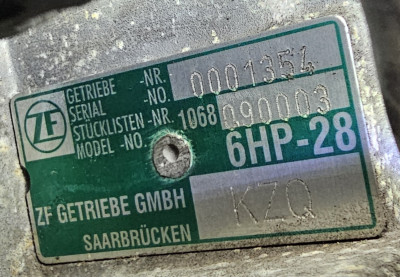 ZF
GETRIEBE -NR.
SERIAL -NO. 0001354
STÜCKLISTEN-NR. 1068 090003
MODEL -NO.
6HP-28
ZF GETRIEBE GMBH KZQ
SAARBRÜCKEN